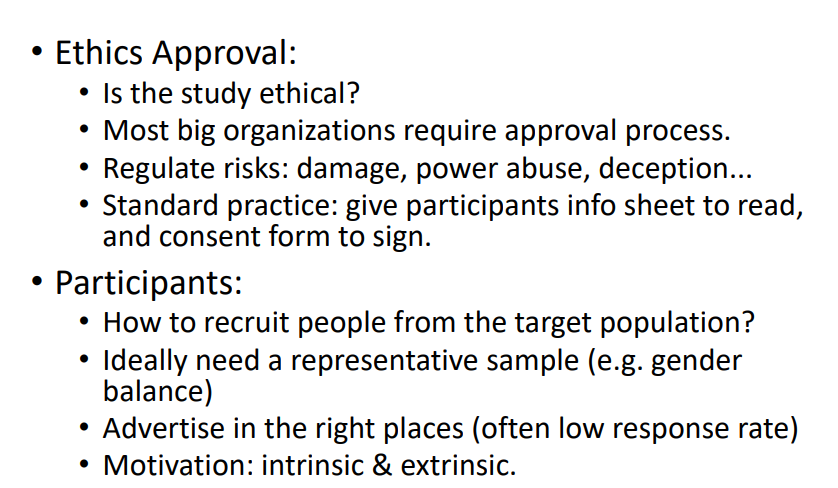 • Ethics Approval:
• Is the study ethical?
• Most big organizations require approval process.
• Regulate risks: damage, power abuse, deception...
• Standard practice: give participants info sheet to read,
and consent form to sign.
• Participants:
• How to recruit people from the target population?
• Ideally need a representative sample (e.g. gender
balance)
• Advertise in the right places (often low response rate)
• Motivation: intrinsic & extrinsic.